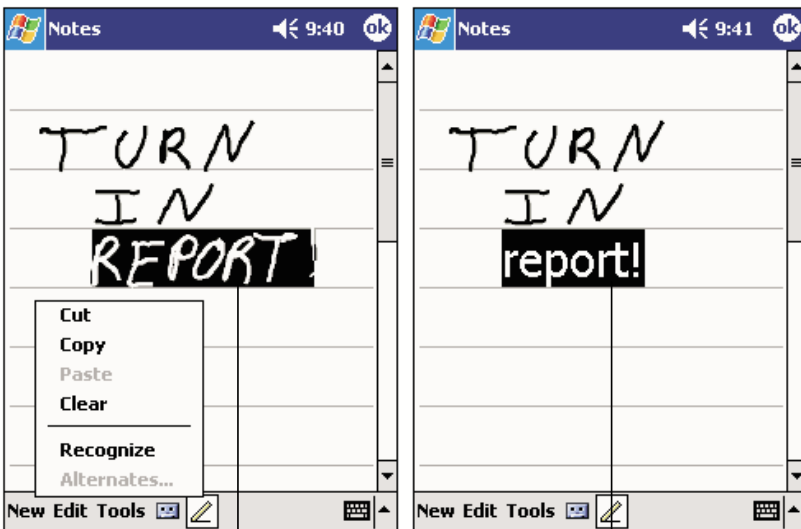 Notes 9:40 ok
TURN
IN
REPORT!
Cut
Copy
Paste
Clear
Recognize
Alternates...
New Edit Tools
Notes 9:41 ok
TURN
IN
report!
New Edit Tools